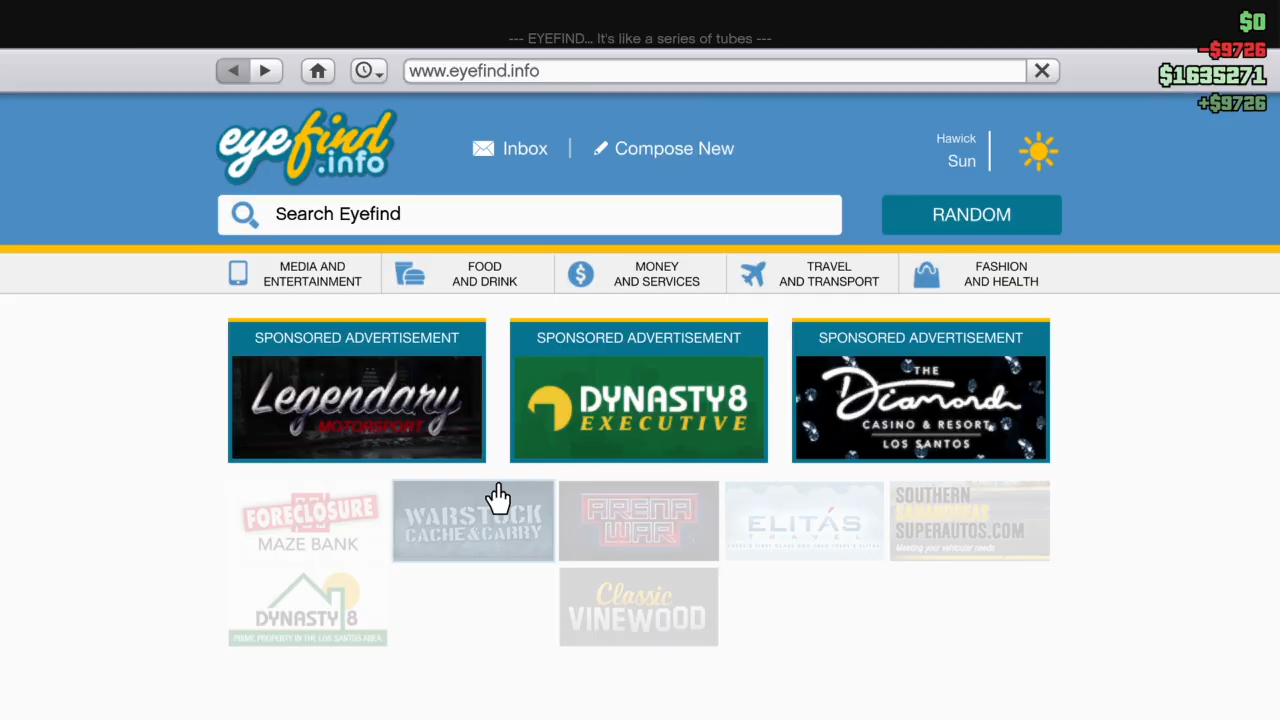 $0
-$9726
$1635271
+$9726
--- EYEFIND... It's like a series of tubes ---
www.eyefind.info
eyefind
.info
Inbox
Compose New
Hawick
Sun
Search Eyefind
RANDOM
MEDIA AND
ENTERTAINMENT
FOOD
AND DRINK
MONEY
AND SERVICES
TRAVEL
AND TRANSPORT
FASHION
AND HEALTH
SPONSORED ADVERTISEMENT
Legendary
MOTORSPORT
SPONSORED ADVERTISEMENT
DYNASTY8
EXECUTIVE
SPONSORED ADVERTISEMENT
THE
Diamond
CASINO & RESORT
LOS SANTOS
FORECLOSURE
MAZE BANK
WARSTOCK
CACHE & CARRY
ARENA
WAR
ELITÁS
TRAVEL
SOUTHERN
SAN ANDREAS
SUPERAUTOS.COM
Meeting your vehicular needs
DYNASTY 8
PRIME PROPERTY IN THE LOS SANTOS AREA
Classic
VINEWOOD